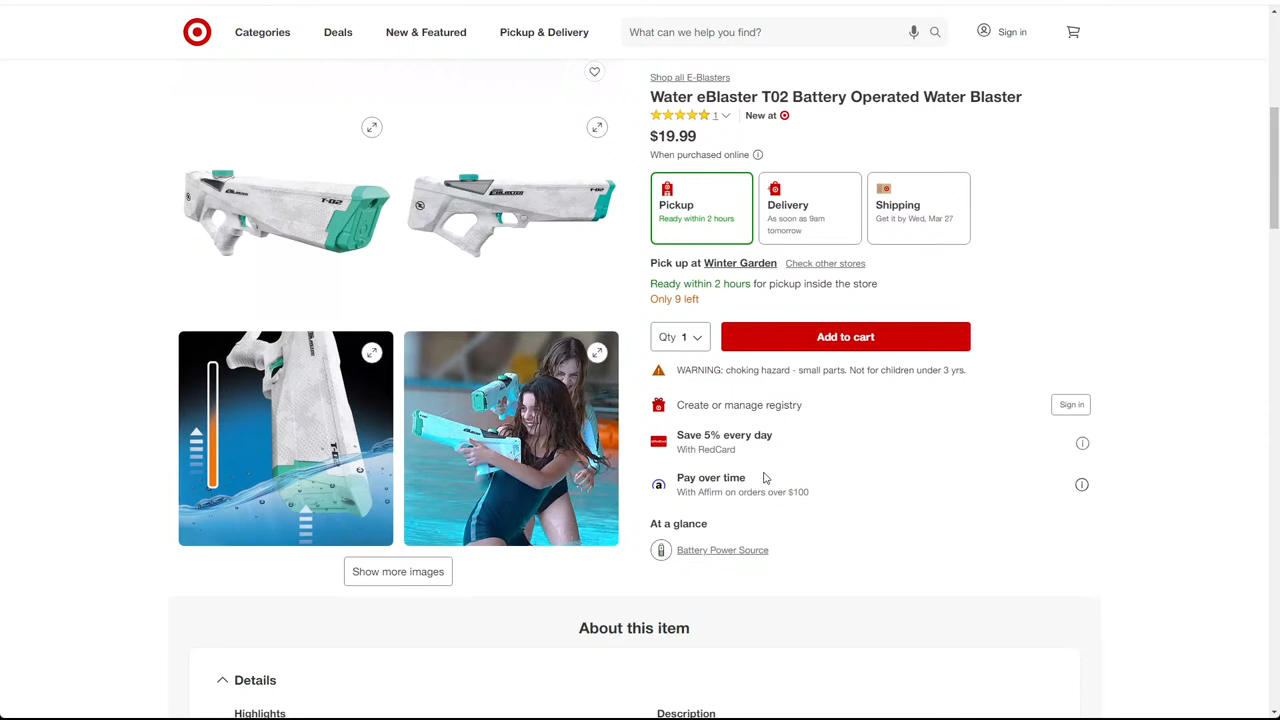 Categories
Deals
New & Featured
Pickup & Delivery
What can we help you find?
Sign in
Shop all E-Blasters
Water eBlaster T02 Battery Operated Water Blaster
1
New at
$19.99
When purchased online
Pickup
Ready within 2 hours
Delivery
As soon as 9am
tomorrow
Shipping
Get it by Wed, Mar 27
Pick up at Winter Garden
Check other stores
Ready within 2 hours for pickup inside the store
Only 9 left
Qty 1
Add to cart
WARNING: choking hazard - small parts. Not for children under 3 yrs.
Create or manage registry
Sign in
Save 5% every day
With RedCard
Pay over time
With Affirm on orders over $100
At a glance
Battery Power Source
EBLASTER
T-02
EBLASTER
T-02
Show more images
About this item
Details
Highlights
Description